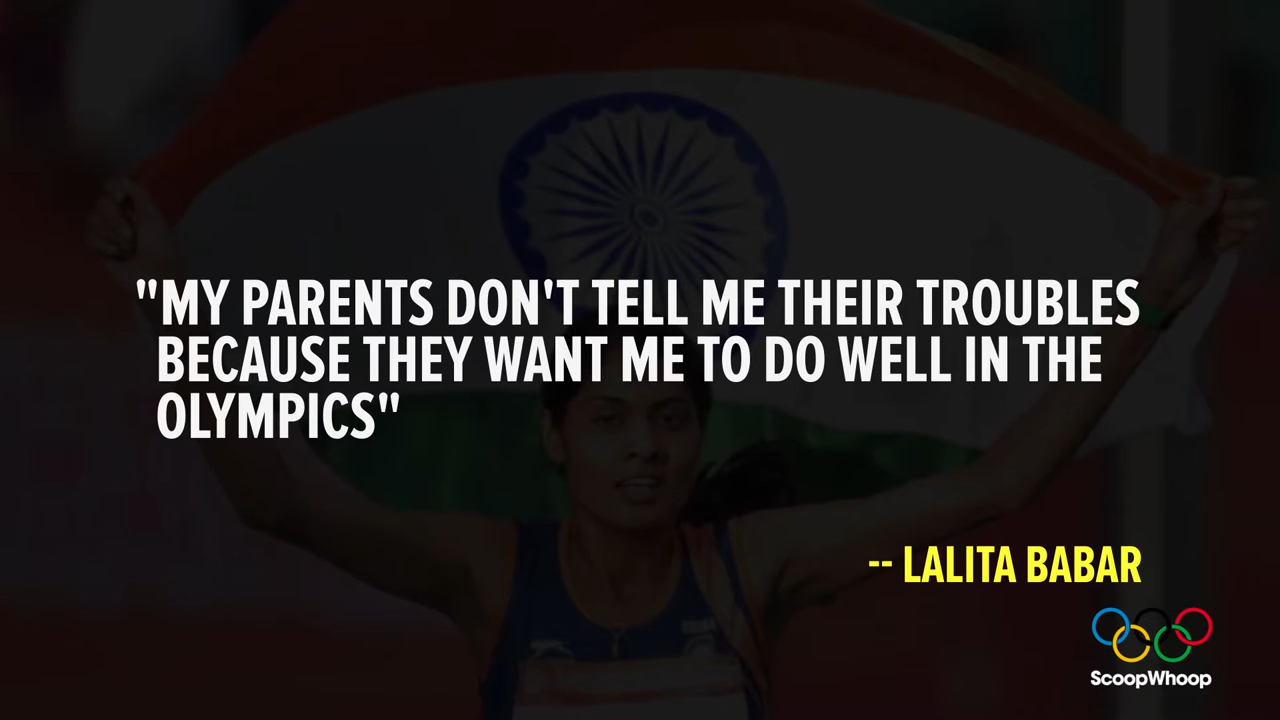 "MY PARENTS DON'T TELL ME THEIR TROUBLES
BECAUSE THEY WANT ME TO DO WELL IN THE
OLYMPICS"
-- LALITA BABAR
ScoopWhoop